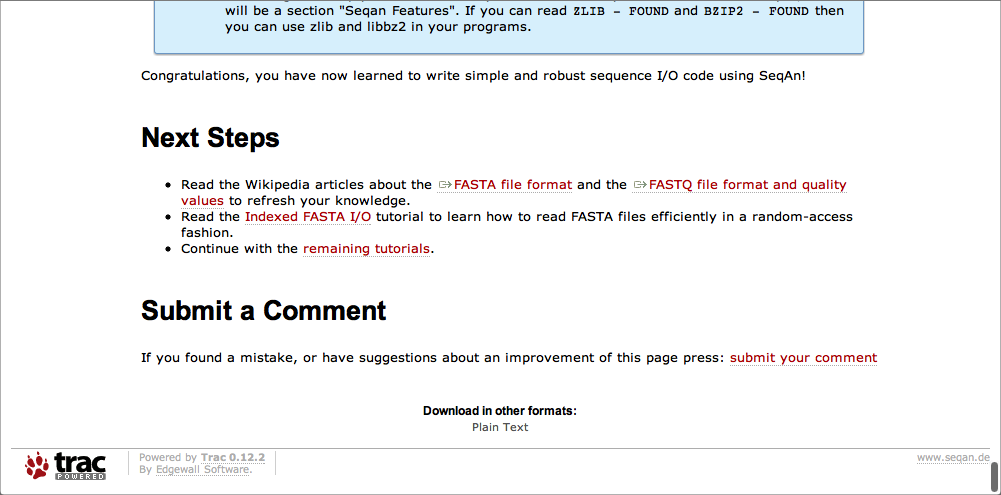 will be a section "Seqan Features". If you can read ZLIB - FOUND and BZIP2 - FOUND then
you can use zlib and libbz2 in your programs.
Congratulations, you have now learned to write simple and robust sequence I/O code using SeqAn!
Next Steps
Read the Wikipedia articles about the FASTA file format and the FASTQ file format and quality
values to refresh your knowledge.
Read the Indexed FASTA I/O tutorial to learn how to read FASTA files efficiently in a random-access
fashion.
Continue with the remaining tutorials.
Submit a Comment
If you found a mistake, or have suggestions about an improvement of this page press: submit your comment
Download in other formats:
Plain Text
trac
POWERED
Powered by Trac 0.12.2
By Edgewall Software.
www.seqan.de